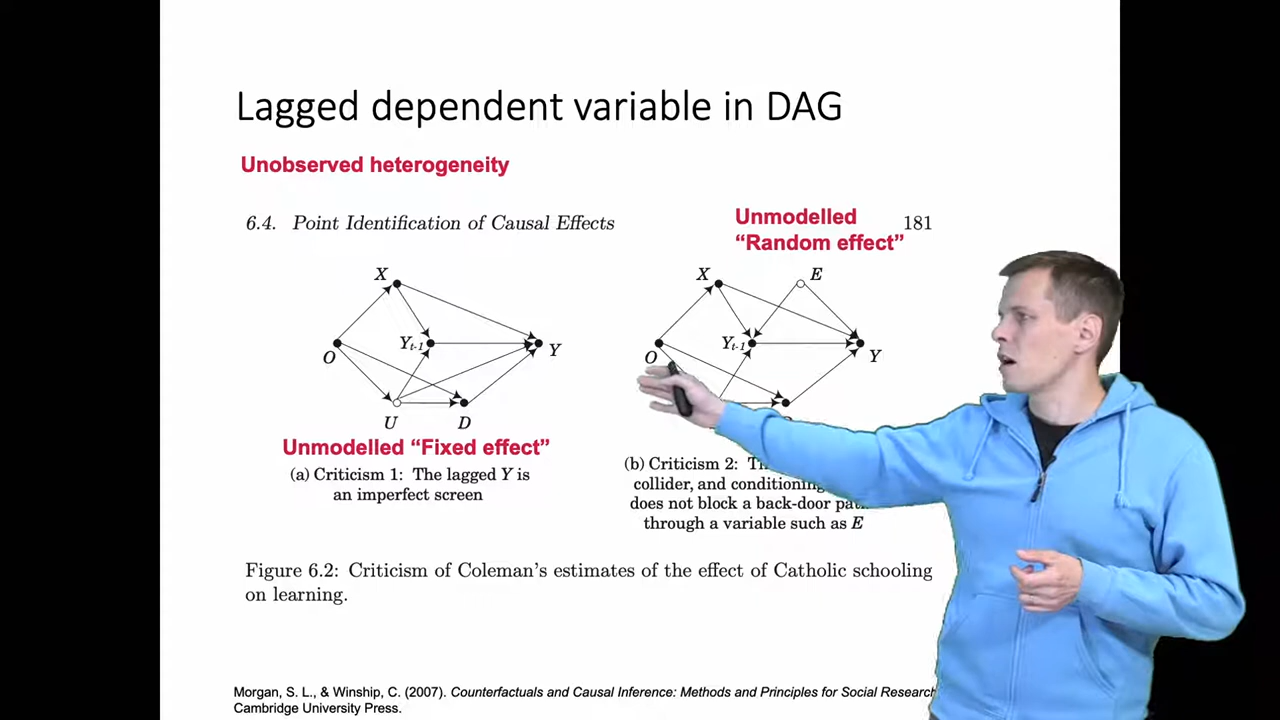 Lagged dependent variable in DAG
Unobserved heterogeneity
6.4. Point Identification of Causal Effects
181
Unmodelled
“Random effect”
X
O
Y_{t-1}
Y
U
D
Unmodelled “Fixed effect”
(a) Criticism 1: The lagged Y is
an imperfect screen
X
E
O
Y_{t-1}
Y
(b) Criticism 2:
collider, and conditioning
does not block a back-door
through a variable such as E
Figure 6.2: Criticism of Coleman’s estimates of the effect of Catholic schooling
on learning.
Morgan, S. L., & Winship, C. (2007). Counterfactuals and Causal Inference: Methods and Principles for Social Research
Cambridge University Press.